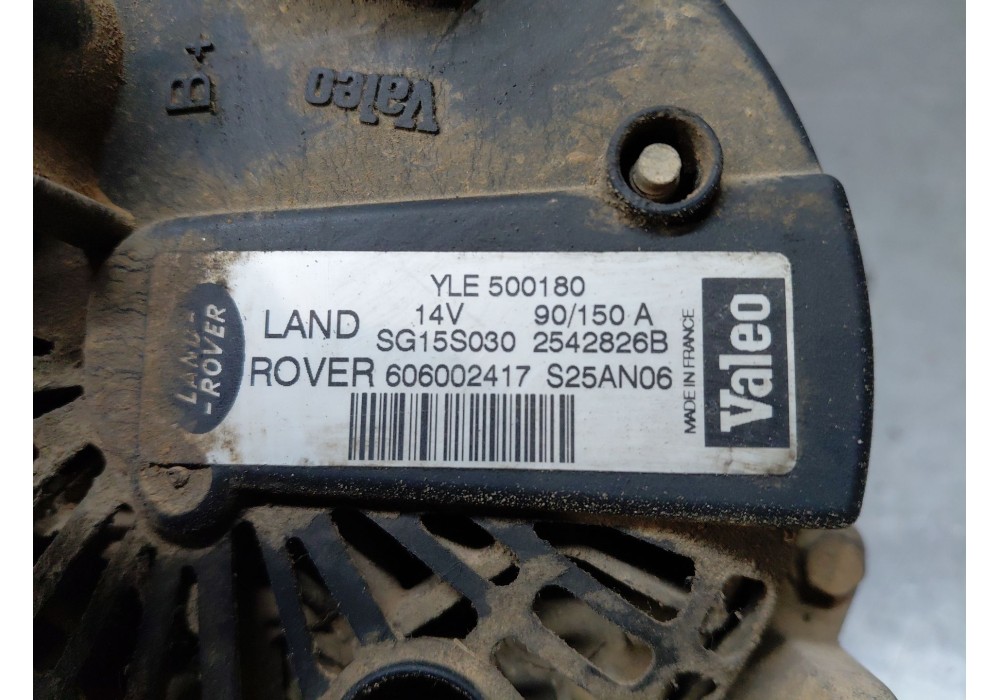 B+
Valeo
YLE 500180
LAND 14V 90/150 A
SG15S030 2542826B
ROVER 606002417 S25AN06
LAND-
-ROVER
MADE IN FRANCE
Valeo